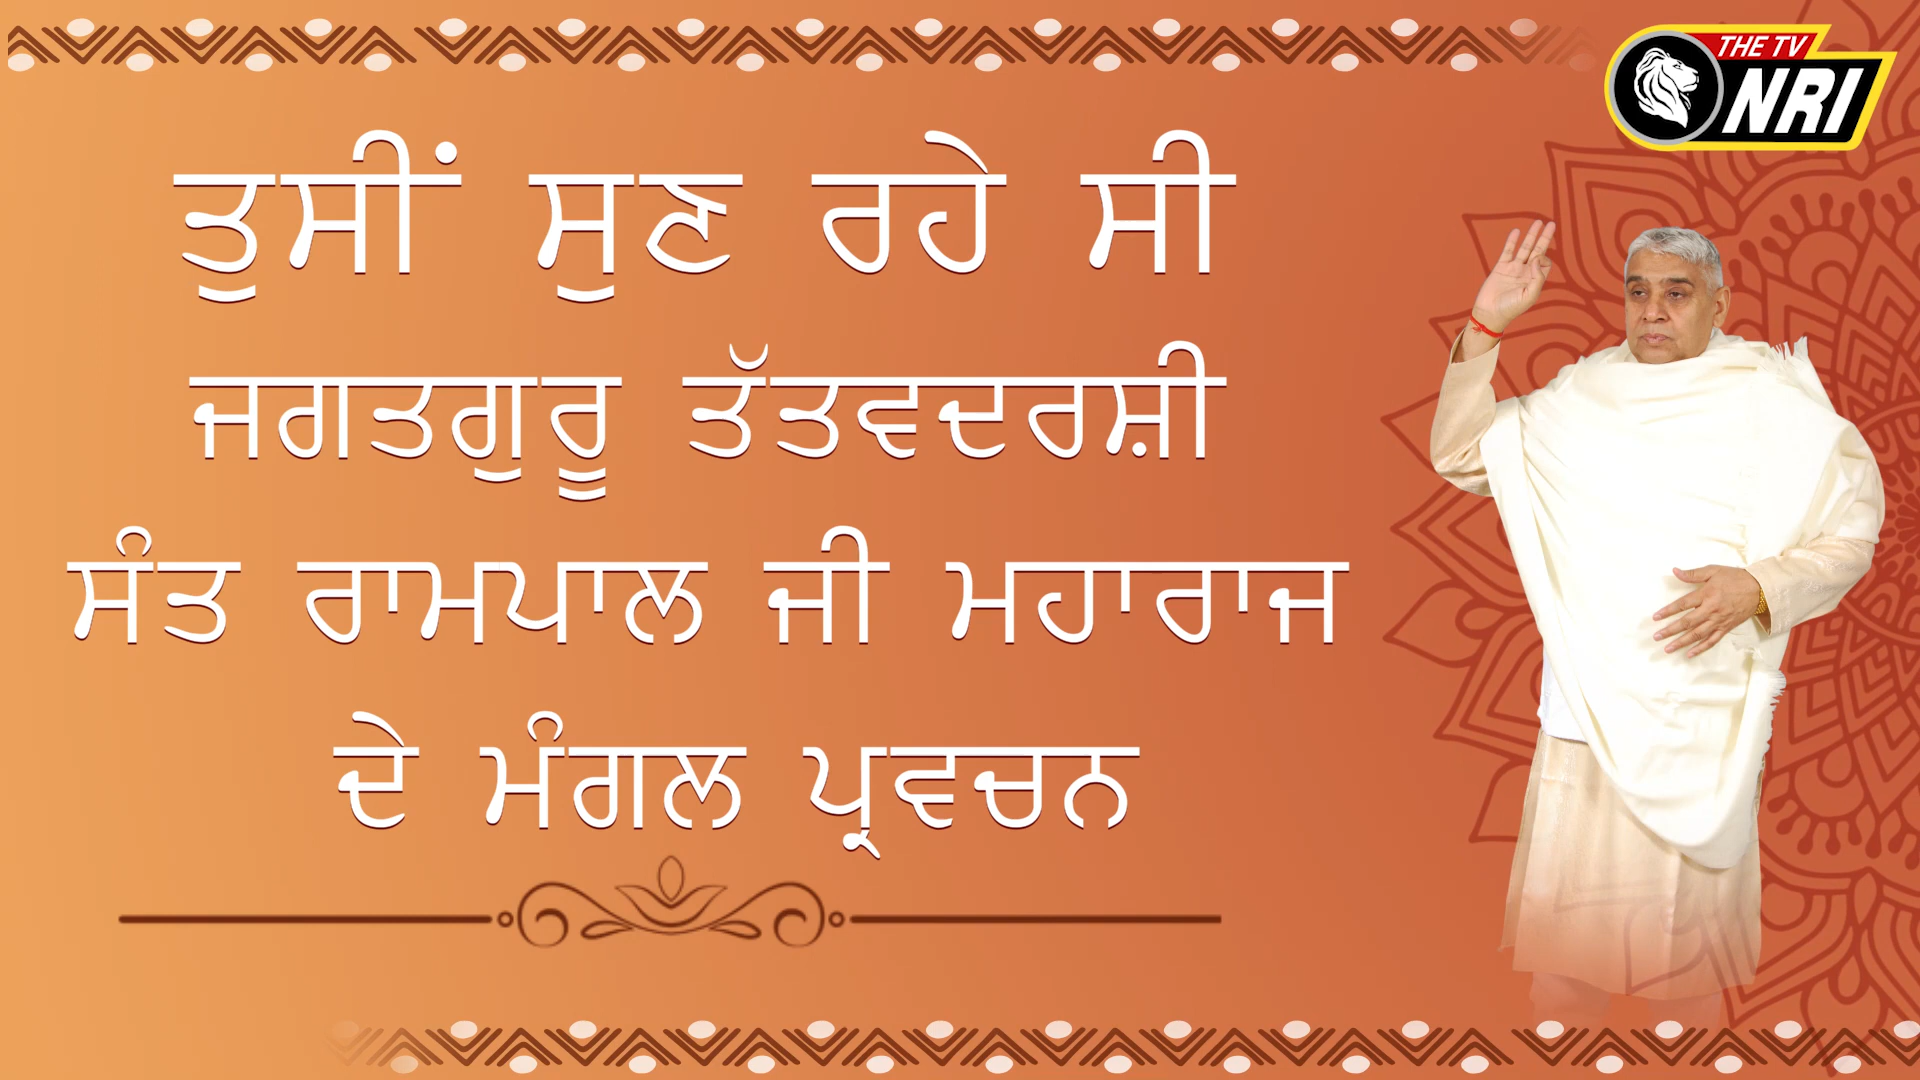 THE TV
NRI
ਤੁਸੀਂ ਸੁਣ ਰਹੇ ਸੀ
ਜਗਤਗੁਰੂ ਤੱਤਵਦਰਸ਼ੀ
ਸੰਤ ਰਾਮਪਾਲ ਜੀ ਮਹਾਰਾਜ
ਦੇ ਮੰਗਲ ਪ੍ਰਵਚਨ